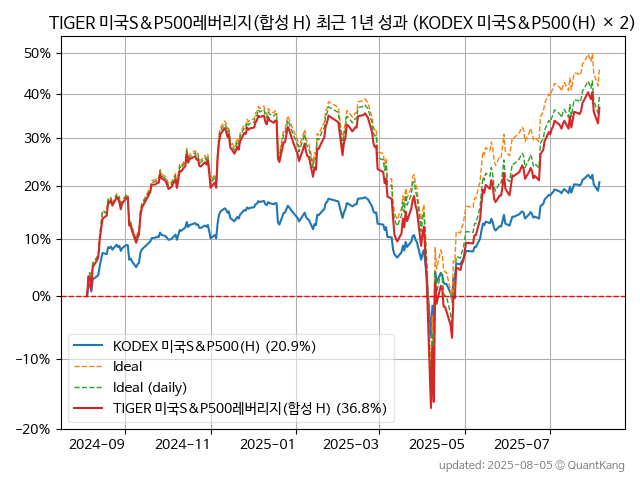 TIGER 미국S&P500레버리지(합성 H) 최근 1년 성과 (KODEX 미국S&P500(H) × 2)
50%
40%
30%
20%
10%
0%
-10%
-20%
KODEX 미국S&P500(H) (20.9%)
Ideal
Ideal (daily)
TIGER 미국S&P500레버리지(합성 H) (36.8%)
2024-09 2024-11 2025-01 2025-03 2025-05 2025-07
updated: 2025-08-05 © QuantKang